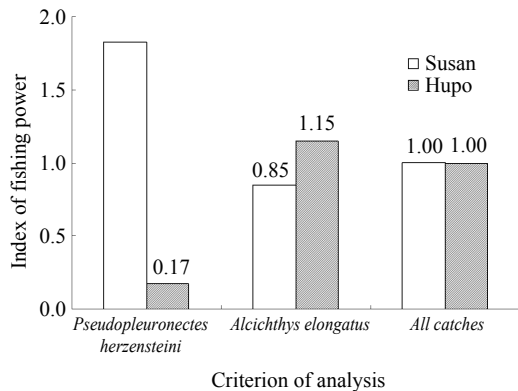 2.0
1.5
1.0
0.5
0.0
Index of fishing power
Susan
Hupo
0.17
0.85
1.15
1.00 1.00
Pseudopleuronectes
herzensteini
Alcichthys elongatus
All catches
Criterion of analysis